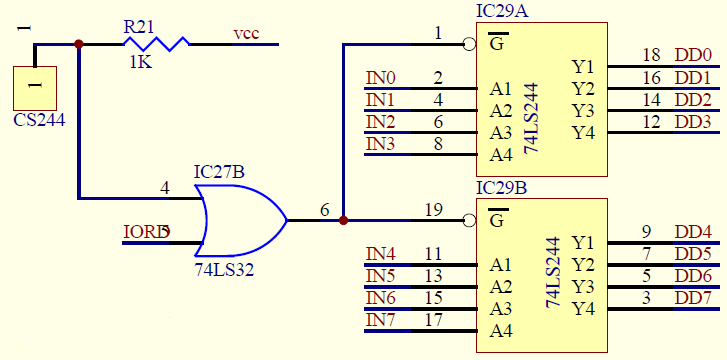 1
R21
vcc
1K
1
CS244
IC27B
4
IORD
5
6
74LS32
IC29A
1
G
IN0 2 A1 Y1 18 DD0
IN1 4 A2 Y2 16 DD1
IN2 6 A3 Y3 14 DD2
IN3 8 A4 Y4 12 DD3
74LS244
IC29B
19
G
IN4 11 A1 Y1 9 DD4
IN5 13 A2 Y2 7 DD5
IN6 15 A3 Y3 5 DD6
IN7 17 A4 Y4 3 DD7
74LS244